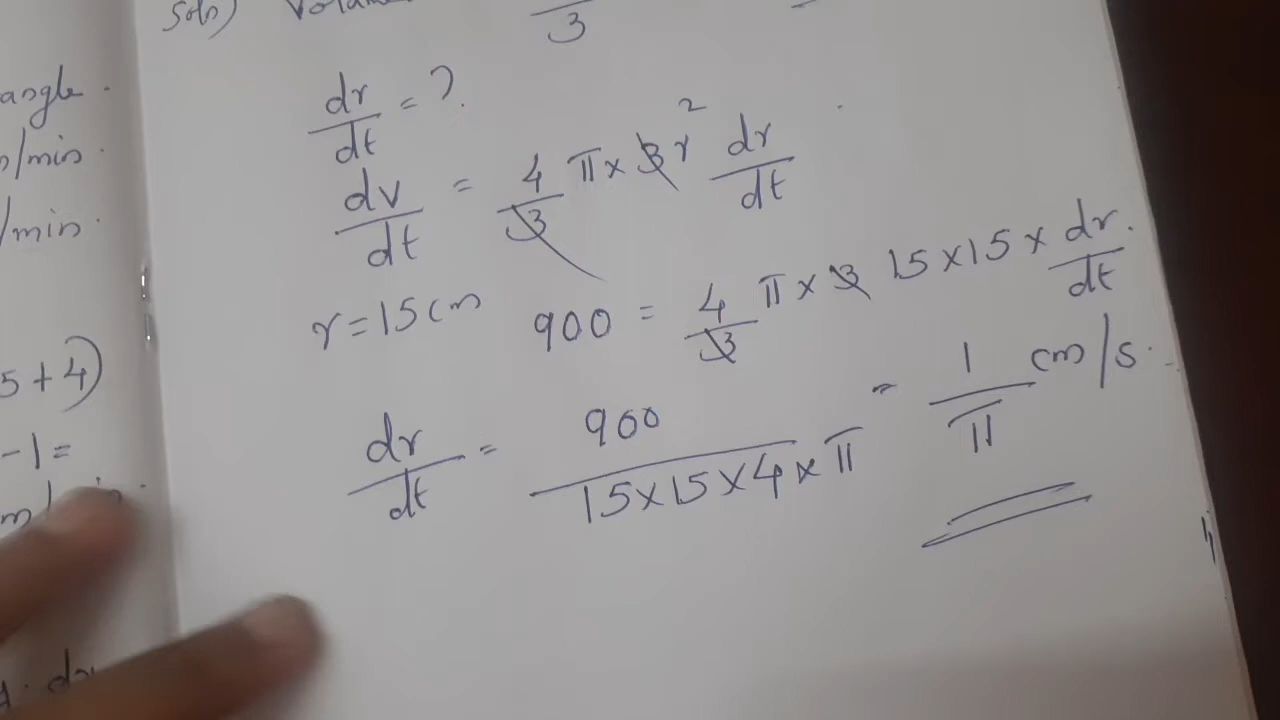 Soln) Volume
3
dr/dt = ?
dv/dt = 4/3 π × 3 r² dr/dt
r = 15 cm 900 = 4/3 π × 3 15×15× dr/dt
dr/dt = 900/15×15×4×π = 1/π cm/s.
angle.
/min.
/min.
5+4)
-1=